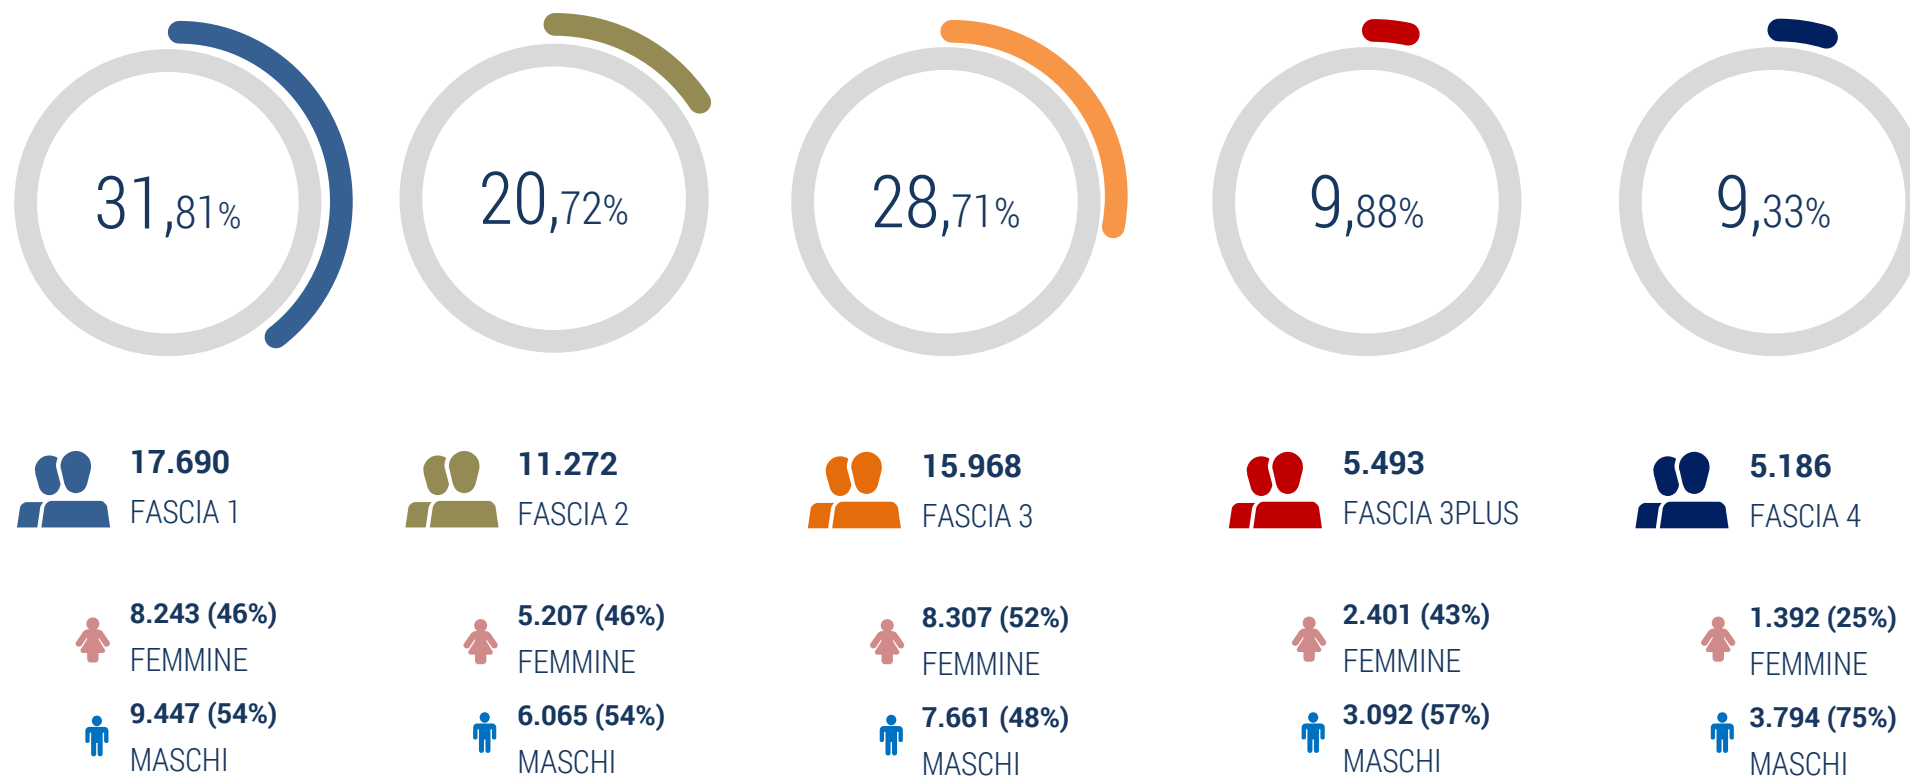 31,81%
20,72%
28,71%
9,88%
9,33%
17.690
FASCIA 1
11.272
FASCIA 2
15.968
FASCIA 3
5.493
FASCIA 3PLUS
5.186
FASCIA 4
8.243 (46%)
FEMMINE
5.207 (46%)
FEMMINE
8.307 (52%)
FEMMINE
2.401 (43%)
FEMMINE
1.392 (25%)
FEMMINE
9.447 (54%)
MASCHI
6.065 (54%)
MASCHI
7.661 (48%)
MASCHI
3.092 (57%)
MASCHI
3.794 (75%)
MASCHI